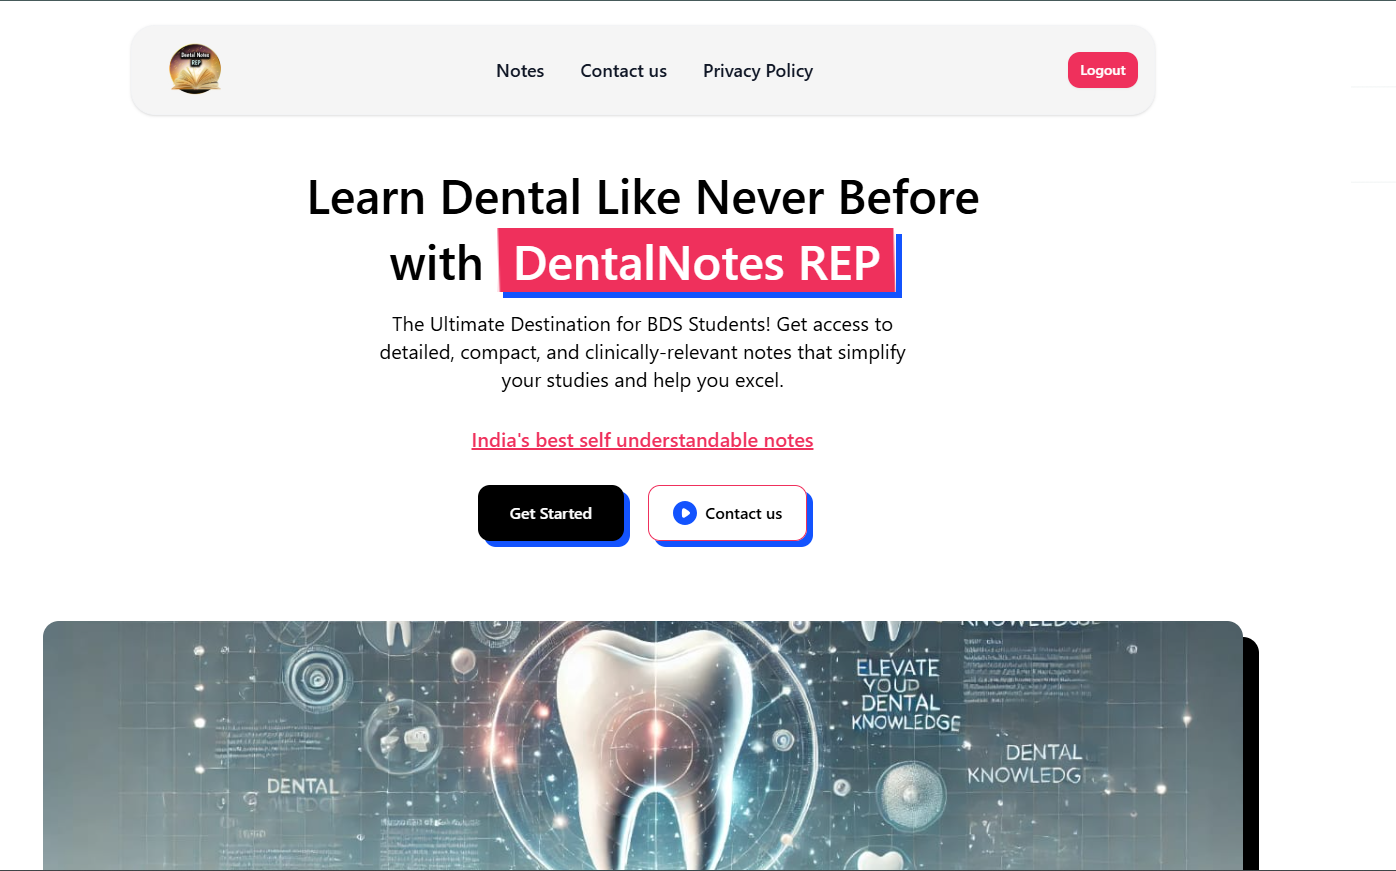 Dental Notes
REP
Notes
Contact us
Privacy Policy
Logout
Learn Dental Like Never Before
with DentalNotes REP
The Ultimate Destination for BDS Students! Get access to
detailed, compact, and clinically-relevant notes that simplify
your studies and help you excel.
India's best self understandable notes
Get Started
Contact us
ELEVATE
YOUD
DENTAL
KNOWLEDGE
DENTAL
KNOWLEDG
DENTAL